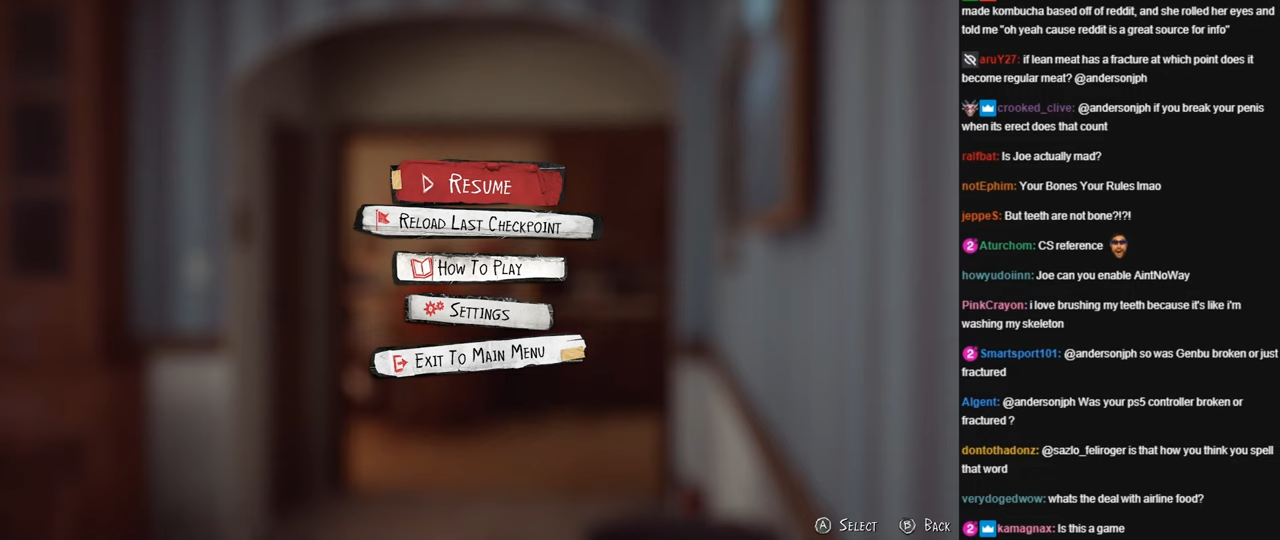 RESUME
RELOAD LAST CHECKPOINT
HOW TO PLAY
SETTINGS
EXIT TO MAIN MENU
A SELECT B BACK
made kombucha based off of reddit, and she rolled her eyes and
told me "oh yeah cause reddit is a great source for info"
aruY27: if lean meat has a fracture at which point does it
become regular meat? @andersonjph
crooked_clive: @andersonjph if you break your penis
when its erect does that count
ralfbat: Is Joe actually mad?
notEphim: Your Bones Your Rules lmao
jeppeS: But teeth are not bone?!?!
2 Aturchom: CS reference
howyudoiinn: Joe can you enable AintNoWay
PinkCrayon: i love brushing my teeth because it's like i'm
washing my skeleton
2 Smartsport101: @andersonjph so was Genbu broken or just
fractured
Algent: @andersonjph Was your ps5 controller broken or
fractured ?
dontothadonz: @sazlo_feliroger is that how you think you spell
that word
verydogedwow: whats the deal with airline food?
2 kamagnax: Is this a game